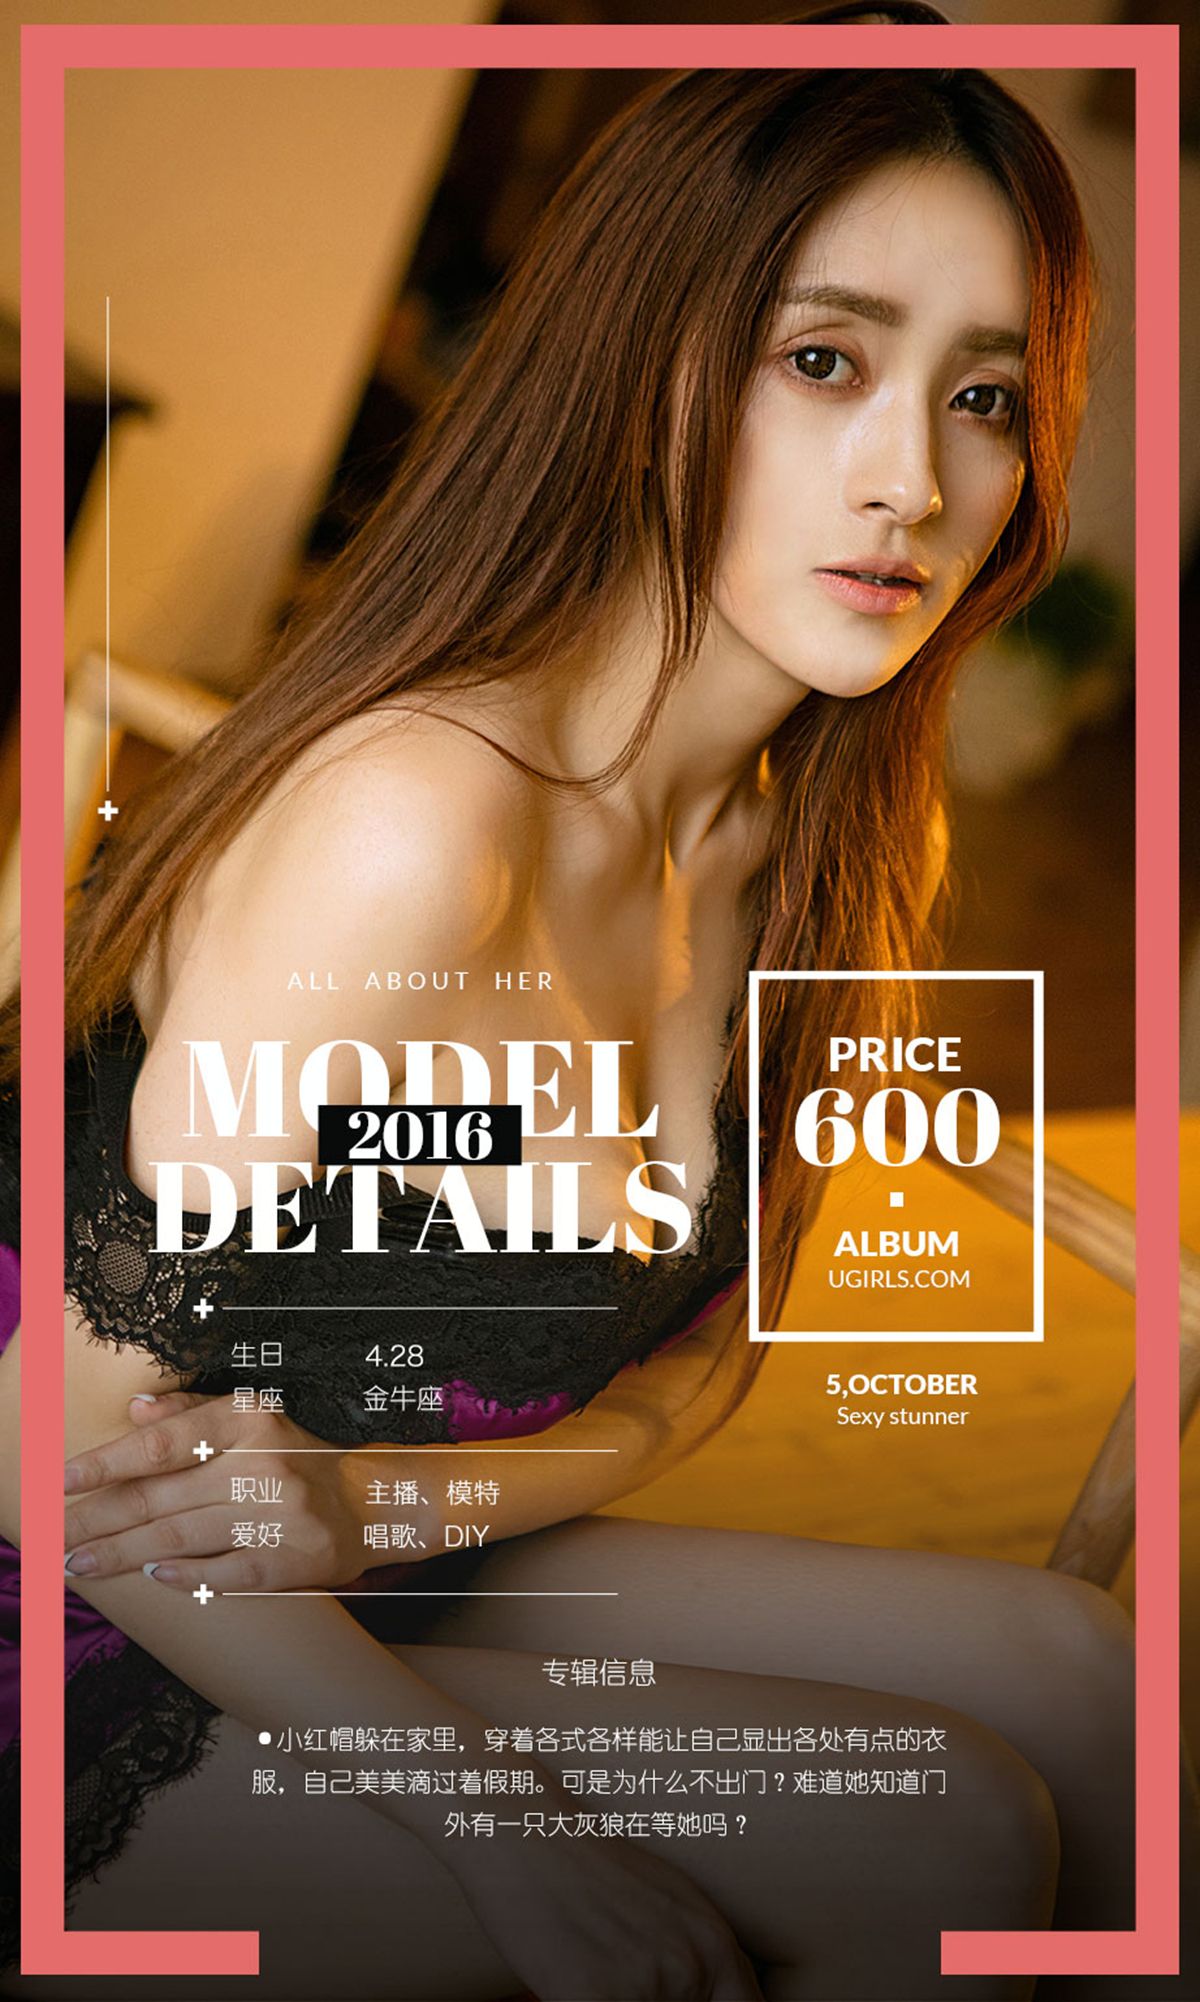 ALL ABOUT HER
MODEL
2016
DETAILS
PRICE
600
ALBUM
UGIRLS.COM
5,OCTOBER
Sexy stunner
生日 4.28
星座 金牛座
职业 主播、模特
爱好 唱歌、DIY
专辑信息
●小红帽躲在家里，穿着各式各样能让自己显出各处有点的衣
服，自己美美滴过着假期。可是为什么不出门？难道她知道门
外有一只大灰狼在等她吗？